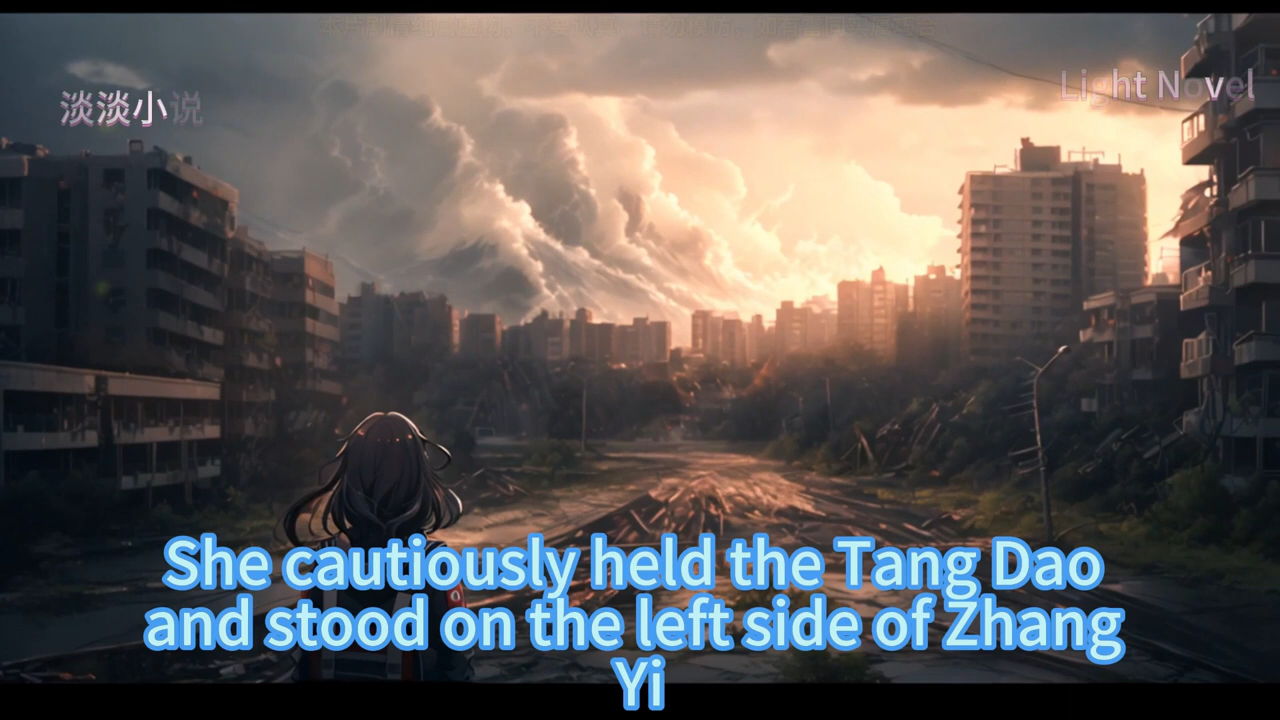 淡淡小说
Light Novel
She cautiously held the Tang Dao
and stood on the left side of Zhang
Yi